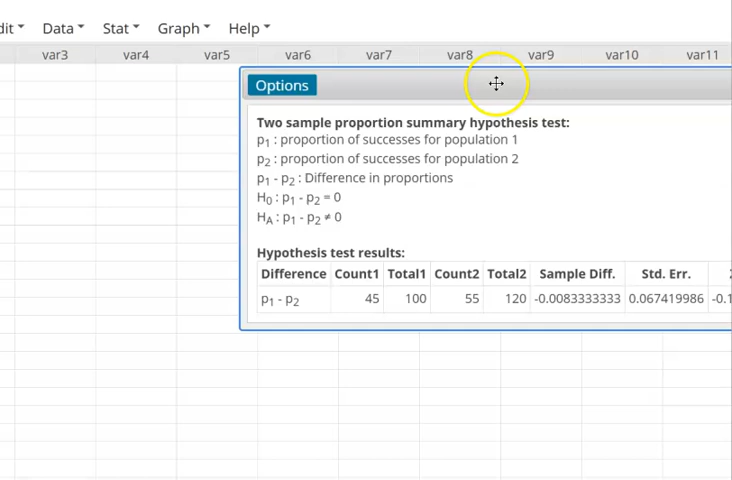 dit Data Stat Graph Help
var3 var4 var5 var6 var7 var8 var9 var10 var11
Options
Two sample proportion summary hypothesis test:
p1 : proportion of successes for population 1
p2 : proportion of successes for population 2
p1 - p2 : Difference in proportions
H0 : p1 - p2 = 0
HA : p1 - p2 ≠ 0
Hypothesis test results:
Difference Count1 Total1 Count2 Total2 Sample Diff. Std. Err.
p1 - p2 45 100 55 120 -0.0083333333 0.067419986 -0.1